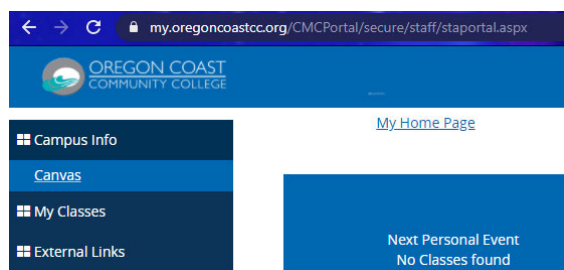 my.oregoncoastcc.org/CMCPortal/secure/staff/staportal.aspx
OREGON COAST
COMMUNITY COLLEGE
My Home Page
Campus Info
Canvas
My Classes
External Links
Next Personal Event
No Classes found